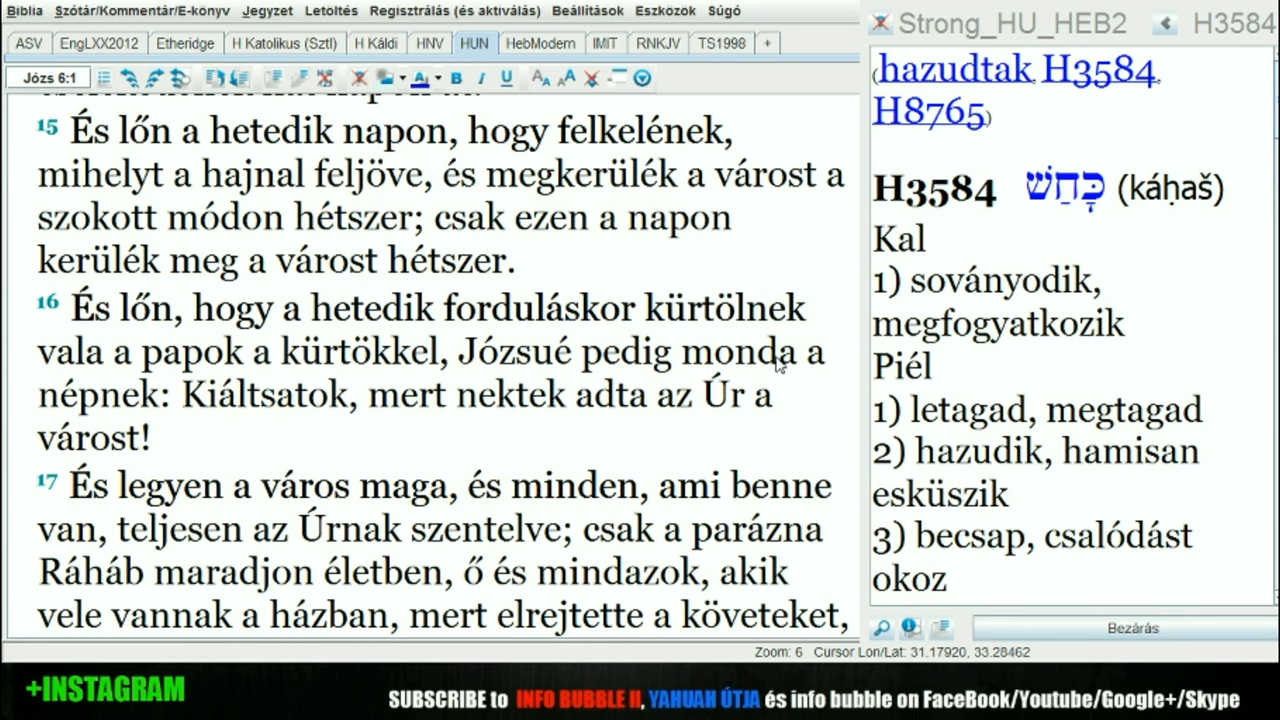 Biblia Szótár/Kommentár/E-könyv Jegyzet Letöltés Regisztrálás (és aktiválás) Beállítások Eszközök Súgó
ASV EngLXX2012 Etheridge H Katolikus (Sztl) H Káldi HNV HUN HebModern IMIT RNKJV TS1998 +
Józs 6:1
15 És lőn a hetedik napon, hogy felkelének,
mihelyt a hajnal feljöve, és megkerülék a várost a
szokott módon hétszer; csak ezen a napon
kerülék meg a várost hétszer.
16 És lőn, hogy a hetedik forduláskor kürtölnek
vala a papok a kürtökkel, Józsué pedig monda a
népnek: Kiáltsatok, mert nektek adta az Úr a
várost!
17 És legyen a város maga, és minden, ami benne
van, teljesen az Úrnak szentelve; csak a parázna
Ráháb maradjon életben, ő és mindazok, akik
vele vannak a házban, mert elrejtette a követeket,
Strong_HU_HEB2 H3584
(hazudtak, H3584,
H8765)
H3584 כָּחַשׁ (káḥaš)
Kal
1) soványodik,
megfogyatkozik
Piél
1) letagad, megtagad
2) hazudik, hamisan
esküszik
3) becsap, csalódást
okoz
Bezárás
Zoom: 6 Cursor Lon/Lat: 31.17920, 33.28462
+INSTAGRAM
SUBSCRIBE to INFO BUBBLE II, YAHUAH ÚTJA és info bubble on FaceBook/Youtube/Google+/Skype